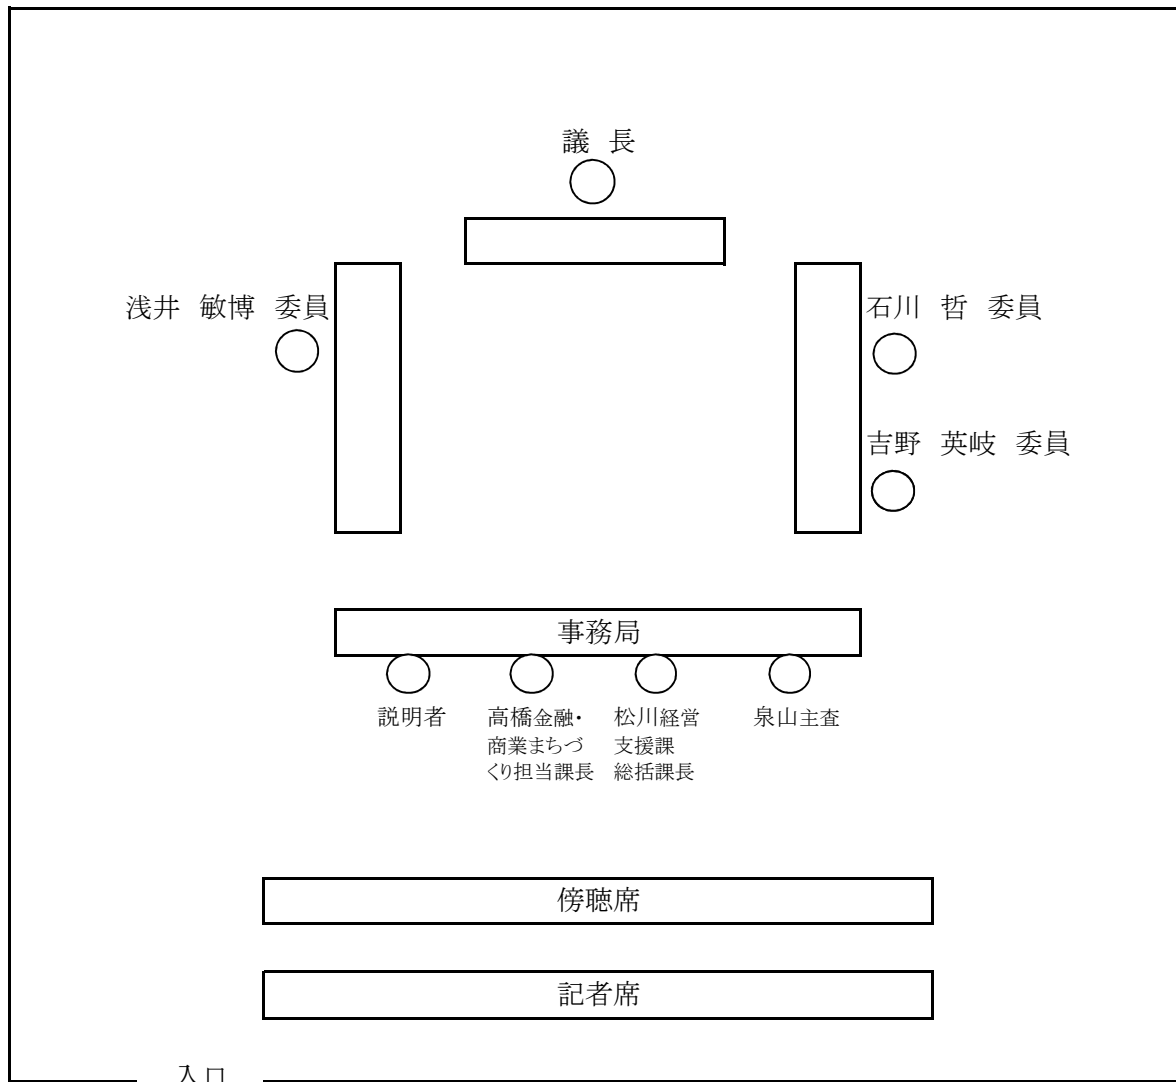 議 長
浅井 敏博 委員
石川 哲 委員
吉野 英岐 委員
事務局
説明者
高橋金融・
商業まちづ
くり担当課長
松川経営
支援課
総括課長
泉山主査
傍聴席
記者席
入口